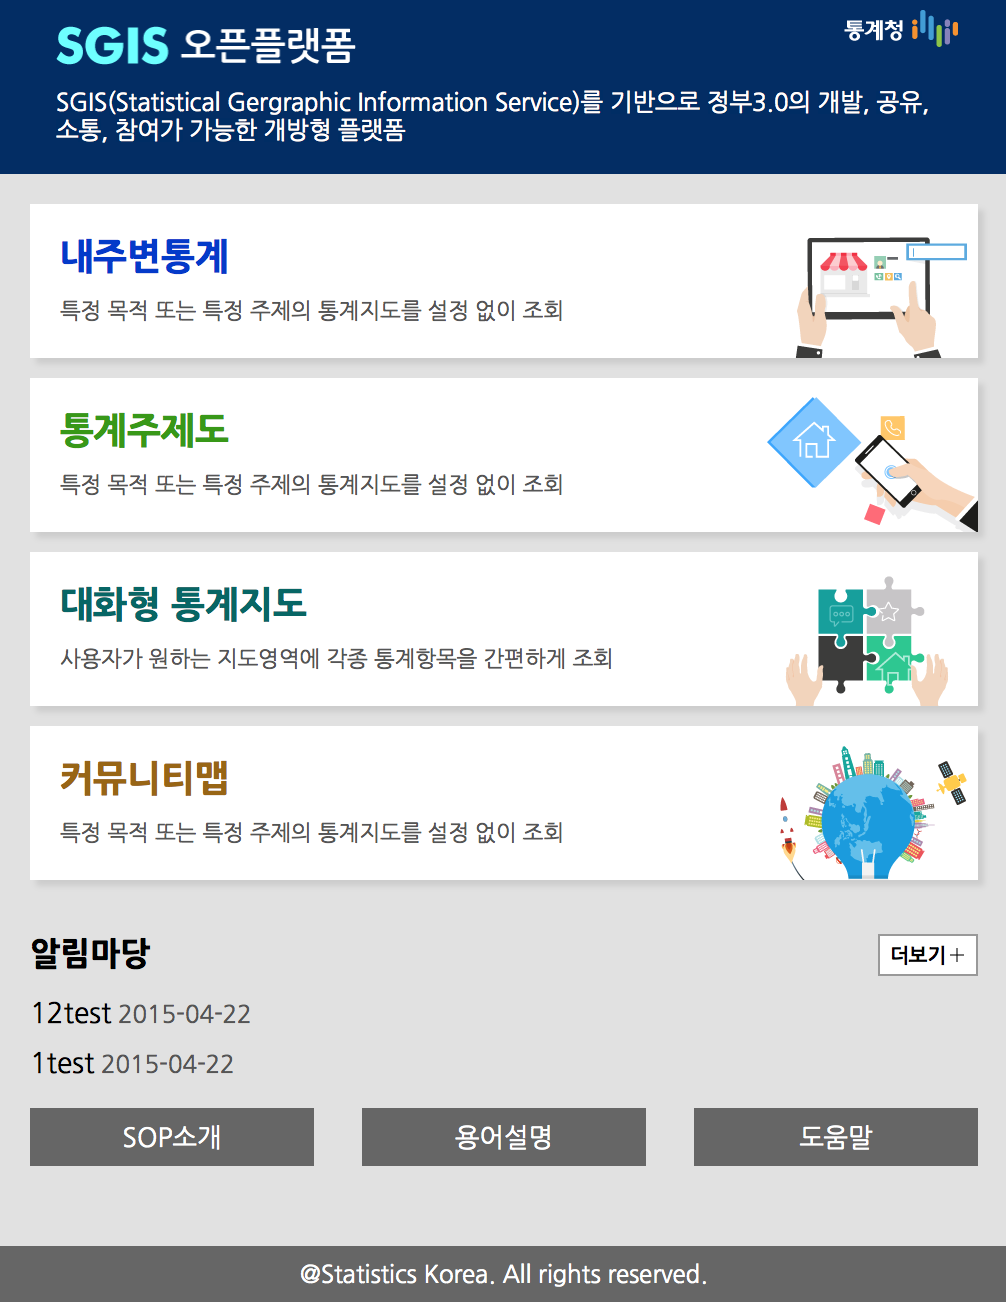 SGIS 오픈플랫폼
통계청
SGIS(Statistical Gergraphic Information Service)를 기반으로 정부3.0의 개발, 공유,
소통, 참여가 가능한 개방형 플랫폼
내주변통계
특정 목적 또는 특정 주제의 통계지도를 설정 없이 조회
통계주제도
특정 목적 또는 특정 주제의 통계지도를 설정 없이 조회
대화형 통계지도
사용자가 원하는 지도영역에 각종 통계항목을 간편하게 조회
커뮤니티맵
특정 목적 또는 특정 주제의 통계지도를 설정 없이 조회
알림마당
더보기+
12test 2015-04-22
1test 2015-04-22
SOP소개
용어설명
도움말
@Statistics Korea. All rights reserved.